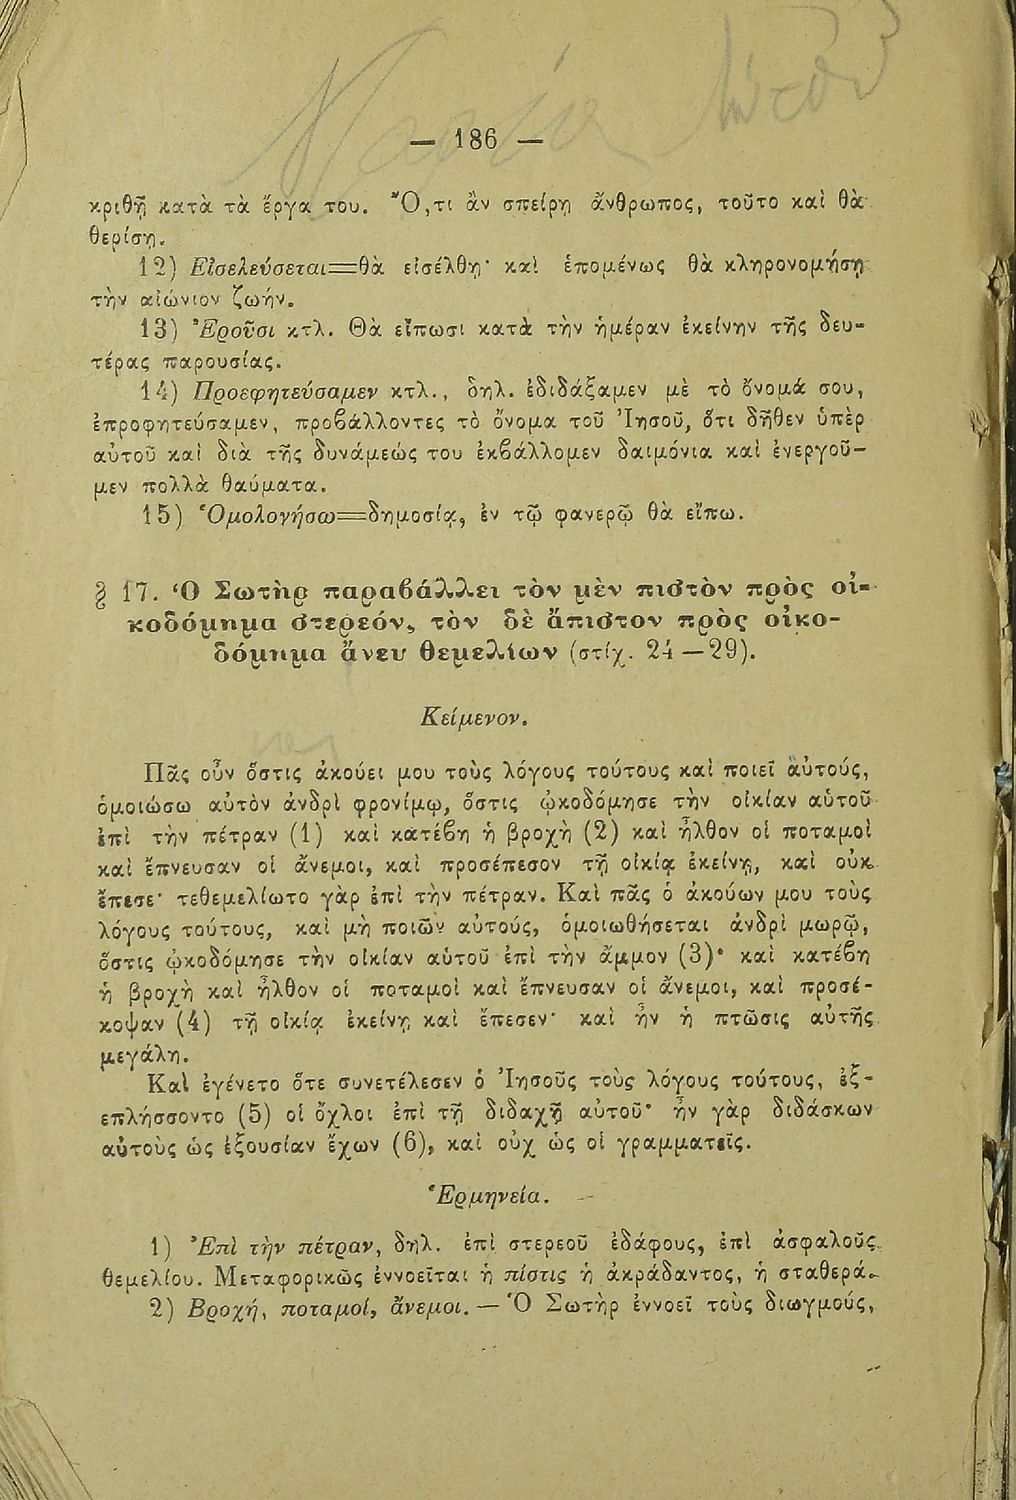 — 186 —
κριθῇ κατὰ τὰ ἔργα του. Ὅ,τι ἂν σπείρῃ ἄνθρωπος, τοῦτο καὶ θὰ
θερίσῃ.
12) Εἰσελεύσεται=θὰ εἰσέλθῃ· καὶ ἑπομένως θὰ κληρονομήσῃ
τὴν αἰώνιον ζωήν.
13) Ἐροῦσι κτλ. Θὰ εἴπωσι κατὰ τὴν ἡμέραν ἐκείνην τῆς δευ-
τέρας παρουσίας.
14) Προεφητεύσαμεν κτλ., δηλ. ἐδιδάξαμεν μὲ τὸ ὄνομά σου,
ἐπροφητεύσαμεν, προβάλλοντες τὸ ὄνομα τοῦ Ἰησοῦ, ὅτι δῆθεν ὑπὲρ
αὐτοῦ καὶ διὰ τῆς δυνάμεώς του ἐκβάλλομεν δαιμόνια καὶ ἐνεργοῦ-
μεν πολλὰ θαύματα.
15) Ὁμολογήσω=δημοσίᾳ, ἐν τῷ φανερῷ θὰ εἴπω.
§ 17. Ὁ Σωτὴρ παραβάλλει τὸν μὲν πιστὸν πρὸς οἰ-
κοδόμημα στερεόν, τὸν δὲ ἄπιστον πρὸς οἰκο-
δόμημα ἄνευ θεμελίων (στίχ. 24—29).
Κείμενον.
Πᾶς οὖν ὅστις ἀκούει μου τοὺς λόγους τούτους καὶ ποιεῖ αὐτούς,
ὁμοιώσω αὐτὸν ἀνδρὶ φρονίμῳ, ὅστις ᾠκοδόμησε τὴν οἰκίαν αὑτοῦ
ἐπὶ τὴν πέτραν (1) καὶ κατέβη ἡ βροχὴ (2) καὶ ἦλθον οἱ ποταμοὶ
καὶ ἔπνευσαν οἱ ἄνεμοι, καὶ προσέπεσον τῇ οἰκίᾳ ἐκείνῃ, καὶ οὐκ
ἔπεσε· τεθεμελίωτο γὰρ ἐπὶ τὴν πέτραν. Καὶ πᾶς ὁ ἀκούων μου τοὺς
λόγους τούτους, καὶ μὴ ποιῶν αὐτούς, ὁμοιωθήσεται ἀνδρὶ μωρῷ,
ὅστις ᾠκοδόμησε τὴν οἰκίαν αὑτοῦ ἐπὶ τὴν ἄμμον (3)· καὶ κατέβη
ἡ βροχὴ καὶ ἦλθον οἱ ποταμοὶ καὶ ἔπνευσαν οἱ ἄνεμοι, καὶ προσέ-
κοψαν (4) τῇ οἰκίᾳ ἐκείνῃ καὶ ἔπεσεν· καὶ ἦν ἡ πτῶσις αὐτῆς
μεγάλη.
Καὶ ἐγένετο ὅτε συνετέλεσεν ὁ Ἰησοῦς τοὺς λόγους τούτους, ἐξ-
επλήσσοντο (5) οἱ ὄχλοι ἐπὶ τῇ διδαχῇ αὐτοῦ· ἦν γὰρ διδάσκων
αὐτοὺς ὡς ἐξουσίαν ἔχων (6), καὶ οὐχ ὡς οἱ γραμματεῖς.
Ἑρμηνεία.
1) Ἐπὶ τὴν πέτραν, δηλ. ἐπὶ στερεοῦ ἐδάφους, ἐπὶ ἀσφαλοῦς
θεμελίου. Μεταφορικῶς ἐννοεῖται ἡ πίστις ἡ ἀκράδαντος, ἡ σταθερά.
2) Βροχή, ποταμοί, ἄνεμοι. — Ὁ Σωτὴρ ἐννοεῖ τοὺς διωγμούς,